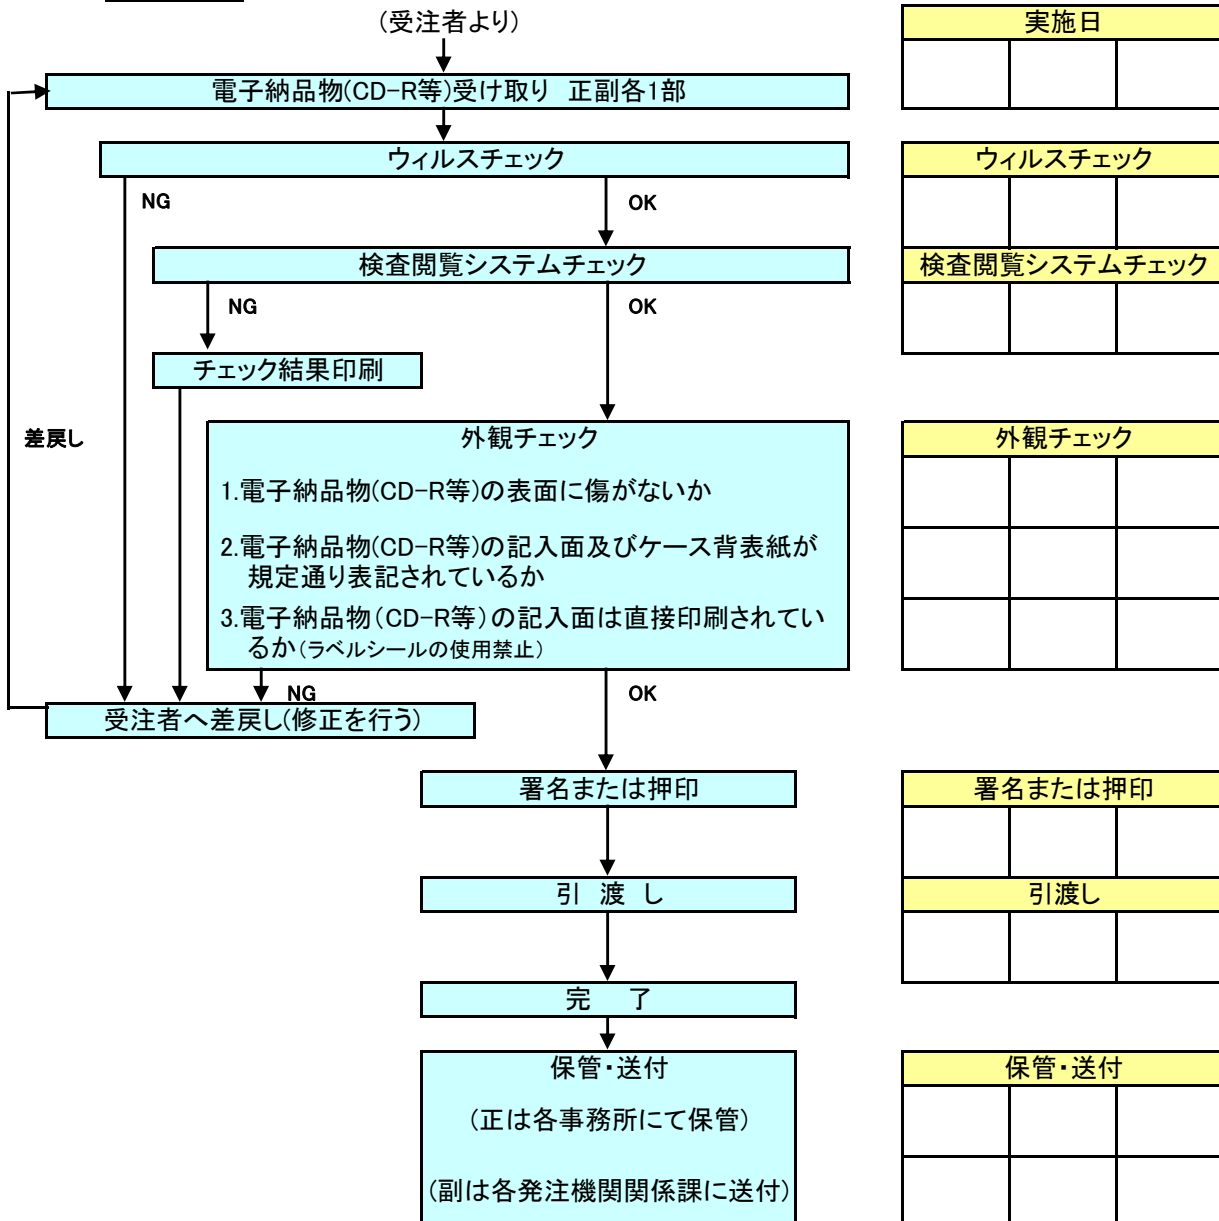 (受注者より)
実施日
電子納品物(CD-R等)受け取り 正副各1部
ウィルスチェック
ウィルスチェック
NG
OK
検査閲覧システムチェック
検査閲覧システムチェック
NG
OK
チェック結果印刷
差戻し
外観チェック
外観チェック
1.電子納品物(CD-R等)の表面に傷がないか
2.電子納品物(CD-R等)の記入面及びケース背表紙が
規定通り表記されているか
3.電子納品物(CD-R等)の記入面は直接印刷されてい
るか(ラベルシールの使用禁止)
NG
OK
受注者へ差戻し(修正を行う)
署名または押印
署名または押印
引 渡 し
引渡し
完 了
保管・送付
保管・送付
(正は各事務所にて保管)
(副は各発注機関関係課に送付)